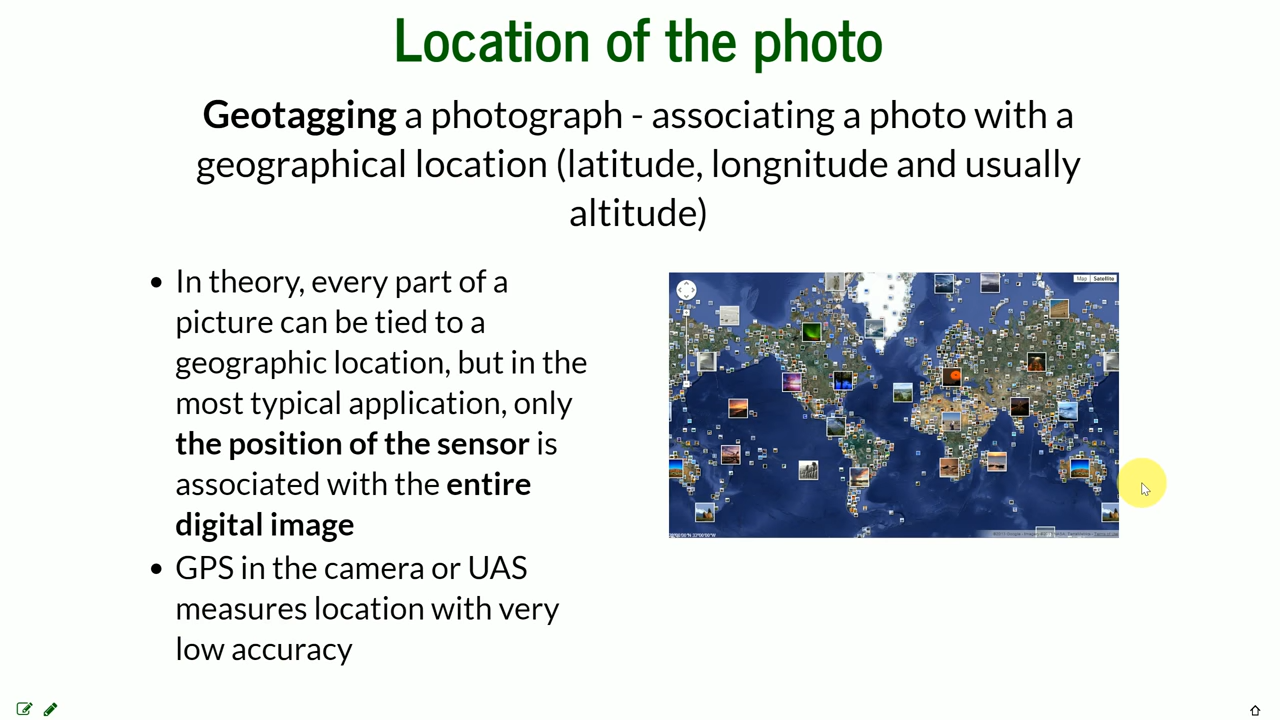 Location of the photo
Geotagging a photograph - associating a photo with a
geographical location (latitude, longnitude and usually
altitude)
In theory, every part of a
picture can be tied to a
geographic location, but in the
most typical application, only
the position of the sensor is
associated with the entire
digital image
GPS in the camera or UAS
measures location with very
low accuracy
Map Satellite